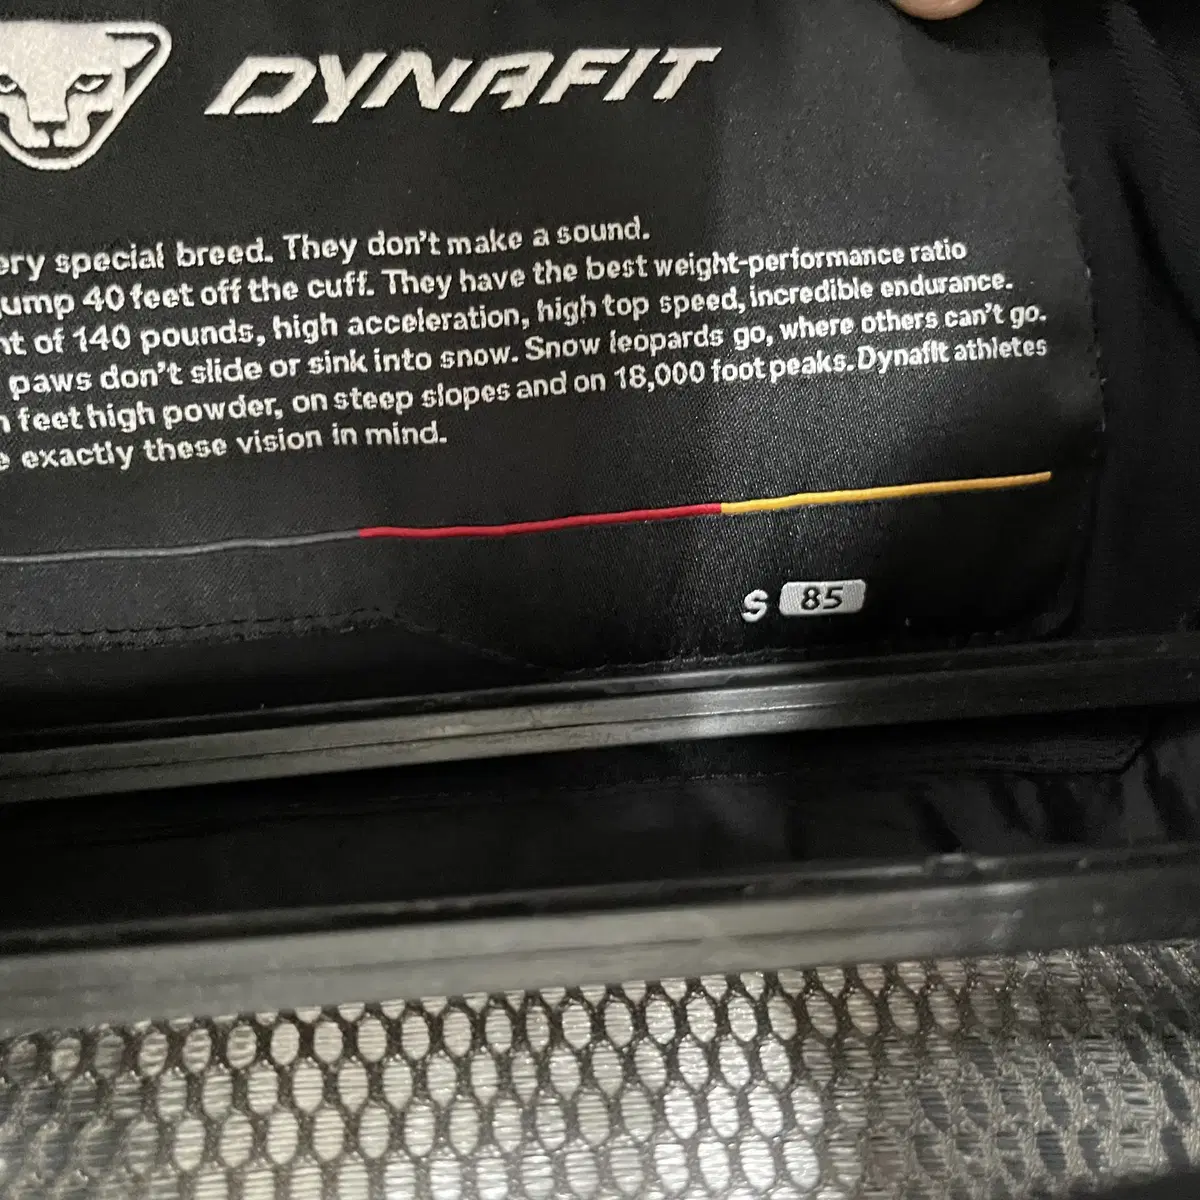 DYNAFIT
ery special breed. They don't make a sound.
ump 40 feet off the cuff. They have the best weight-performance ratio
nt of 140 pounds, high acceleration, high top speed, incredible endurance.
paws don't slide or sink into snow. Snow leopards go, where others can't go.
n feet high powder, on steep slopes and on 18,000 foot peaks. Dynafit athletes
e exactly these vision in mind.
S 85